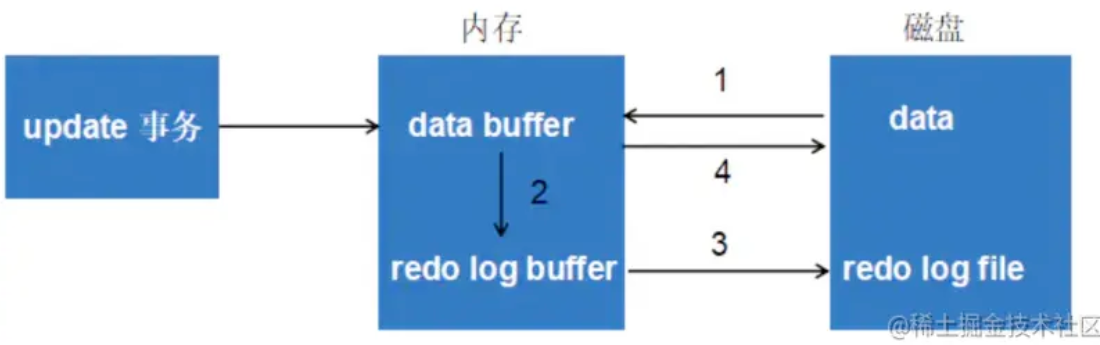 内存
磁盘
update 事务
data buffer
1
data
4
2
redo log buffer
3
redo log file
@稀土掘金技术社区